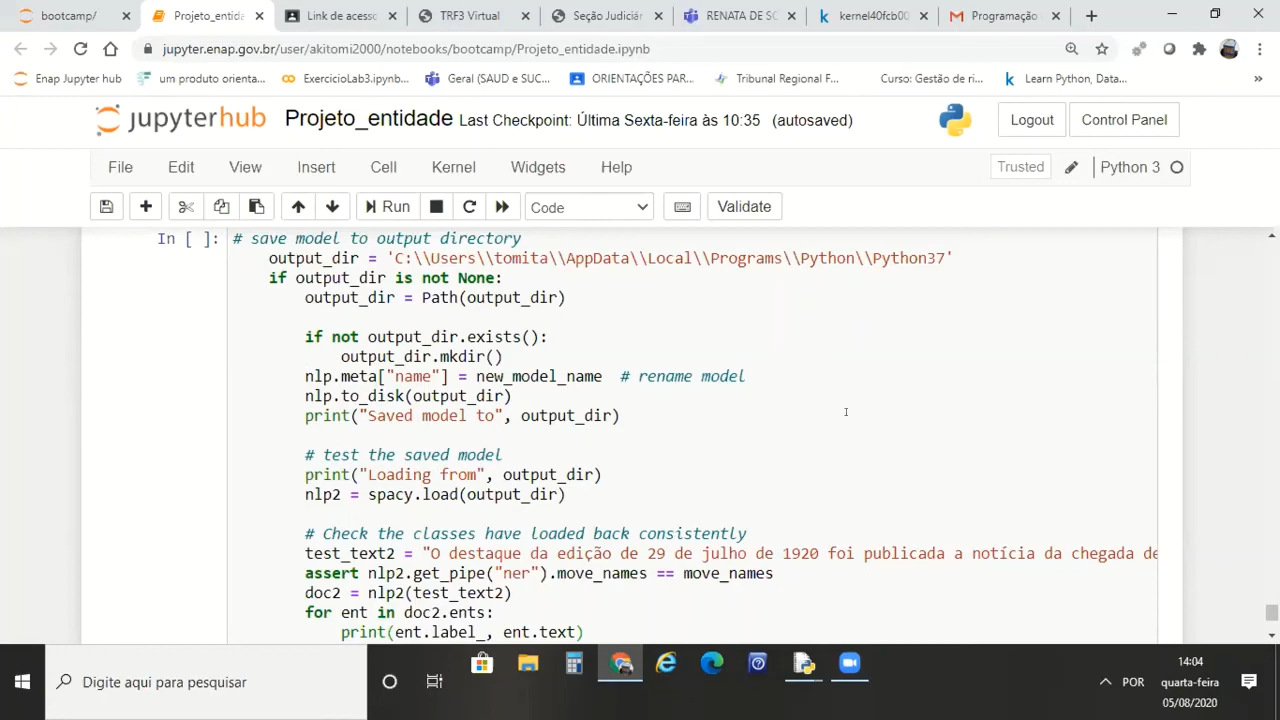 bootcamp/
Projeto_entida
Link de acesso
TRF3 Virtual
Seção Judiciár
RENATA DE SC
kernel40fcb00
Programação
jupyter.enap.gov.br/user/akitomi2000/notebooks/bootcamp/Projeto_entidade.ipynb
Enap Jupyter hub
um produto orienta...
ExercicioLab3.ipynb...
Geral (SAUD e SUC...
ORIENTAÇÕES PAR...
Tribunal Regional F...
Curso: Gestão de ri...
Learn Python, Data...
»
jupyterhub
Projeto_entidade Last Checkpoint: Última Sexta-feira às 10:35 (autosaved)
Logout
Control Panel
File Edit View Insert Cell Kernel Widgets Help
Trusted
Python 3
Run
Code
Validate
In [ ]: # save model to output directory
output_dir = 'C:\\Users\\tomita\\AppData\\Local\\Programs\\Python\\Python37'
if output_dir is not None:
output_dir = Path(output_dir)
if not output_dir.exists():
output_dir.mkdir()
nlp.meta["name"] = new_model_name # rename model
nlp.to_disk(output_dir)
print("Saved model to", output_dir)
# test the saved model
print("Loading from", output_dir)
nlp2 = spacy.load(output_dir)
# Check the classes have loaded back consistently
test_text2 = "O destaque da edição de 29 de julho de 1920 foi publicada a notícia da chegada de
assert nlp2.get_pipe("ner").move_names == move_names
doc2 = nlp2(test_text2)
for ent in doc2.ents:
print(ent.label_, ent.text)
Digite aqui para pesquisar
POR
14:04
quarta-feira
05/08/2020